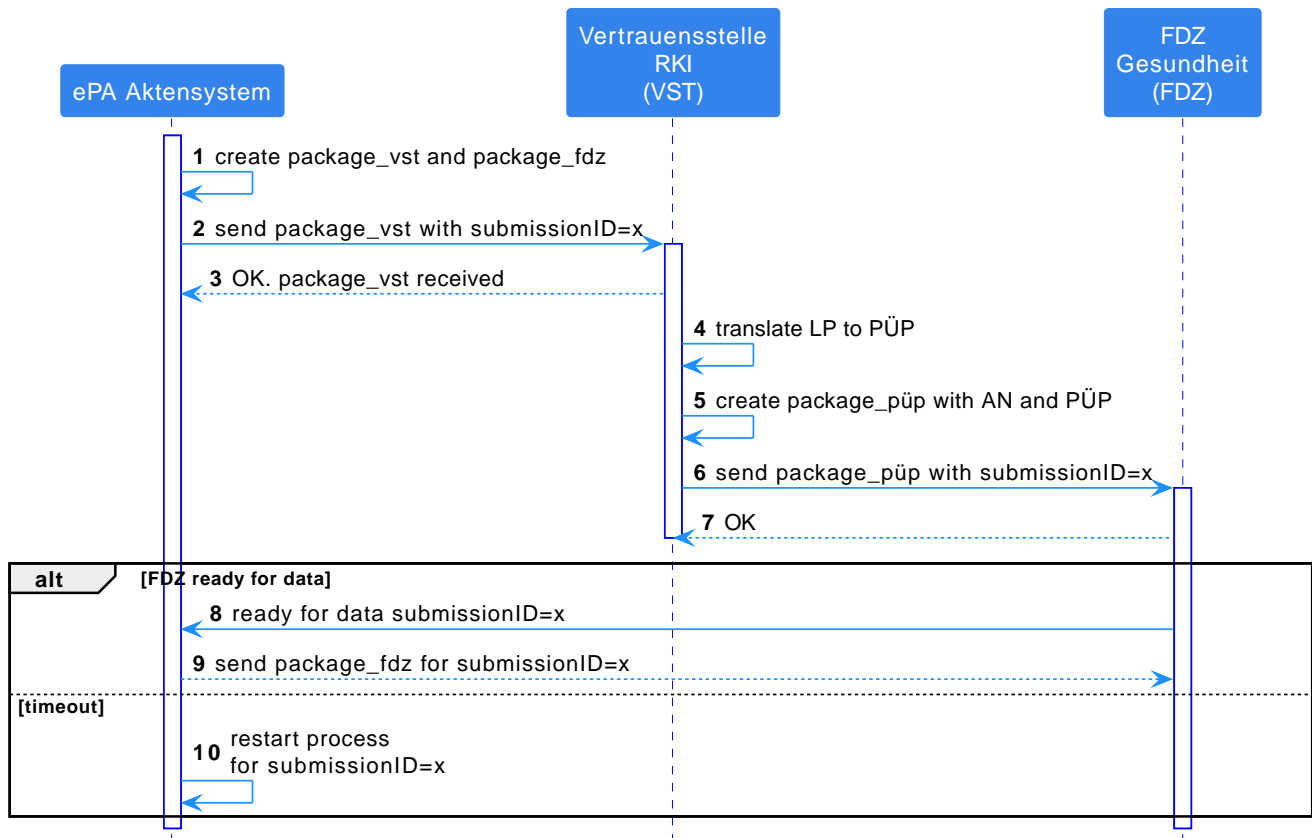 ePA Aktensystem
Vertrauensstelle
RKI
(VST)
FDZ
Gesundheit
(FDZ)
1 create package_vst and package_fdz
2 send package_vst with submissionID=x
3 OK. package_vst received
4 translate LP to PÜP
5 create package_püp with AN and PÜP
6 send package_püp with submissionID=x
7 OK
alt [FDZ ready for data]
8 ready for data submissionID=x
9 send package_fdz for submissionID=x
[timeout]
10 restart process
for submissionID=x